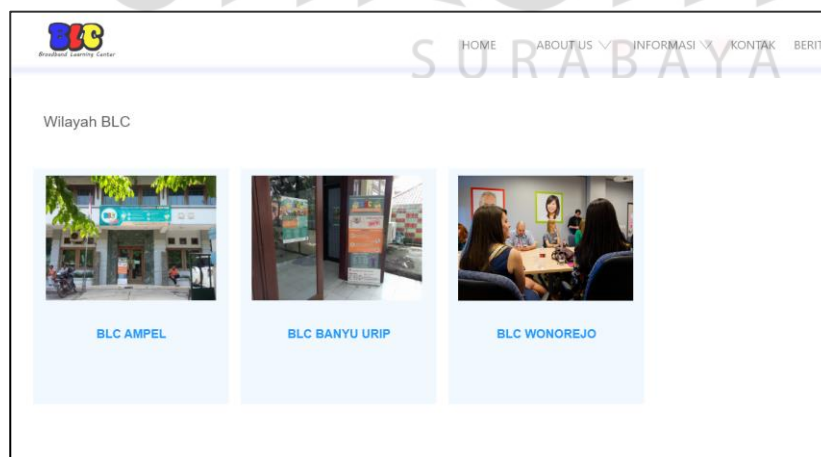 BLC
Broadband Learning Center
HOME ABOUT US INFORMASI KONTAK BERIT
SURABAYA
Wilayah BLC
BLC AMPEL BLC BANYU URIP BLC WONOREJO